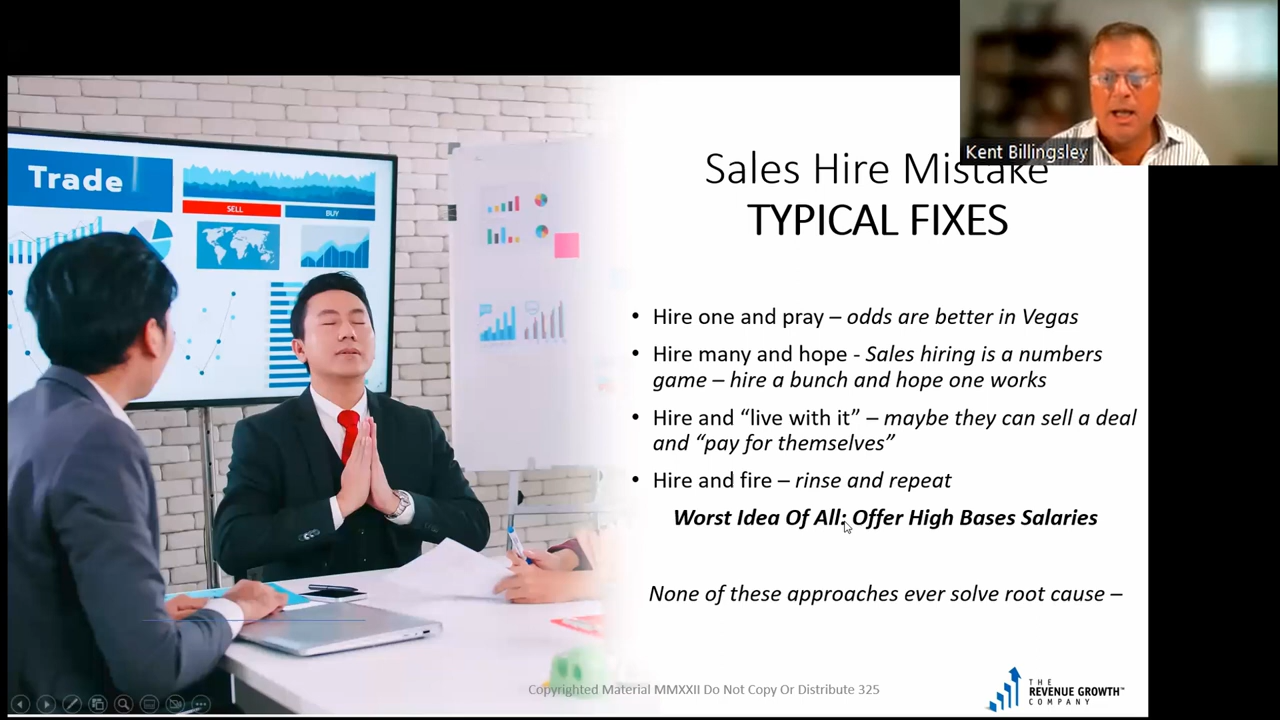 Kent Billingsley
Sales Hire Mistake
TYPICAL FIXES
Trade
SELL
BUY
• Hire one and pray – odds are better in Vegas
• Hire many and hope - Sales hiring is a numbers
game – hire a bunch and hope one works
• Hire and “live with it” – maybe they can sell a deal
and “pay for themselves”
• Hire and fire – rinse and repeat
Worst Idea Of All: Offer High Bases Salaries
None of these approaches ever solve root cause –
Copyrighted Material MMXXII Do Not Copy Or Distribute 325
THE
REVENUE GROWTH™
COMPANY